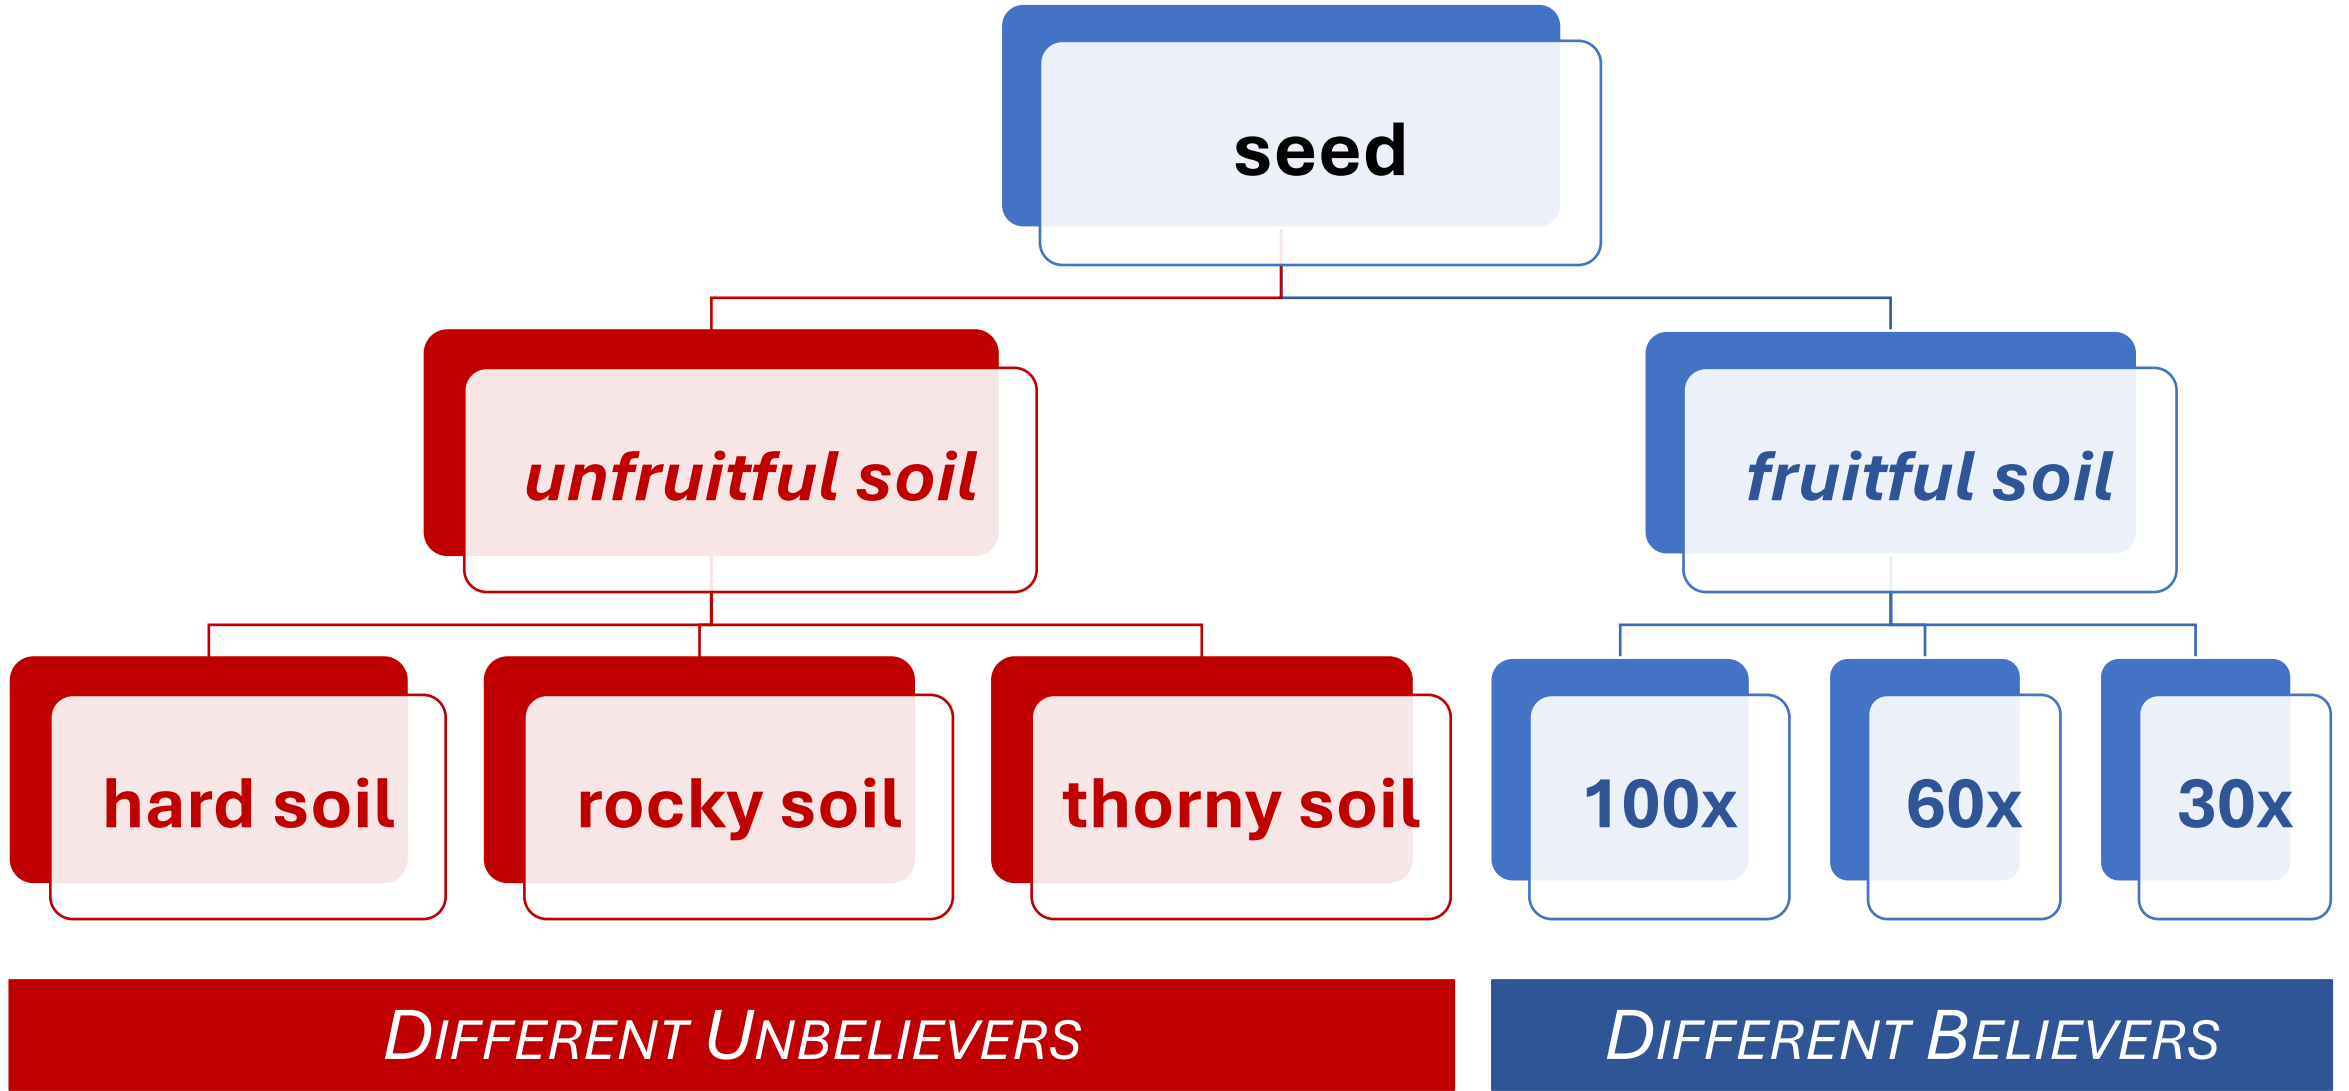 seed
unfruitful soil
fruitful soil
hard soil
rocky soil
thorny soil
100x
60x
30x
DIFFERENT UNBELIEVERS
DIFFERENT BELIEVERS